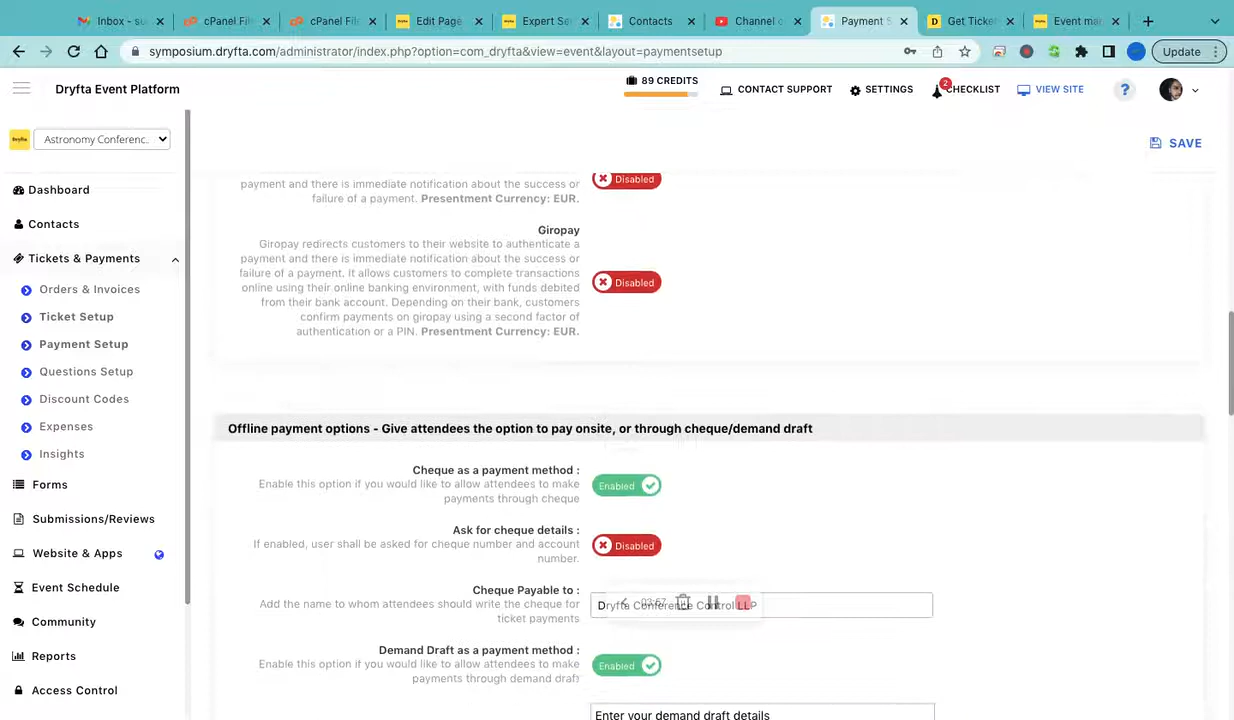 Inbox - su
cPanel File
cPanel File
Edit Page
Expert Se
Contacts
Channel c
Payment S
Get Ticket
Event ma
symposium.dryfta.com/administrator/index.php?option=com_dryfta&view=event&layout=paymentsetup
Update
Dryfta Event Platform
89 CREDITS
CONTACT SUPPORT
SETTINGS
2
CHECKLIST
VIEW SITE
?
Dryfta
Astronomy Conferenc..
SAVE
Dashboard
Contacts
Tickets & Payments
Orders & Invoices
Ticket Setup
Payment Setup
Questions Setup
Discount Codes
Expenses
Insights
Forms
Submissions/Reviews
Website & Apps
Event Schedule
Community
Reports
Access Control
payment and there is immediate notification about the success or
failure of a payment. Presentment Currency: EUR.
Disabled
Giropay
Giropay redirects customers to their website to authenticate a
payment and there is immediate notification about the success or
failure of a payment. It allows customers to complete transactions
online using their online banking environment, with funds debited
from their bank account. Depending on their bank, customers
confirm payments on giropay using a second factor of
authentication or a PIN. Presentment Currency: EUR.
Disabled
Offline payment options - Give attendees the option to pay onsite, or through cheque/demand draft
Cheque as a payment method :
Enable this option if you would like to allow attendees to make
payments through cheque
Enabled
Ask for cheque details :
If enabled, user shall be asked for cheque number and account
number.
Disabled
Cheque Payable to :
Add the name to whom attendees should write the cheque for
ticket payments
Dryfta Conference Control LLP
03:57
Demand Draft as a payment method :
Enable this option if you would like to allow attendees to make
payments through demand draft
Enabled
Enter your demand draft details